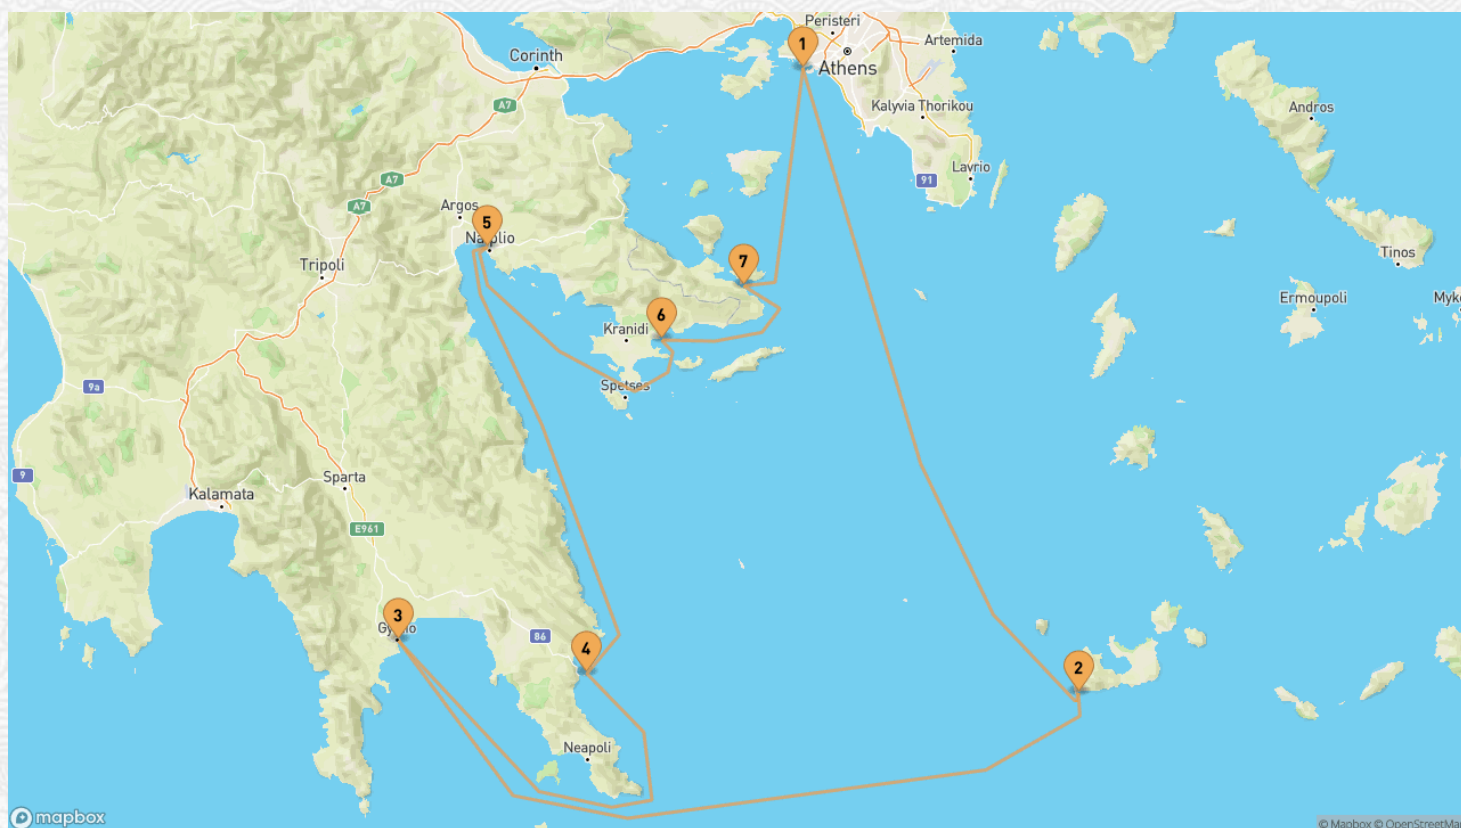 Peristeri
1
Artemida
Corinth
Athens
A7
Kalyvia Thorikou
Andros
Lavrio
A7
91
A7
Argos
5
Tripoli
Tinos
7
Ermoupoli
6
Kranidi
9a
Spetses
9
Sparta
Kalamata
E961
3
86
4
2
Neapoli
mapbox
© Mapbox © OpenStreetMap